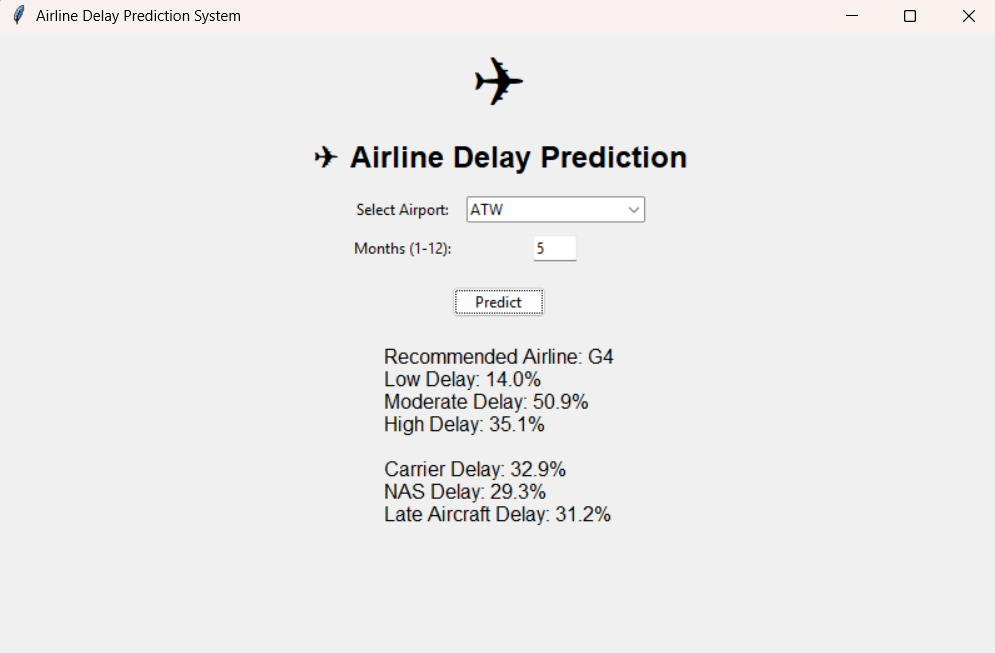 Airline Delay Prediction System
✈
✈ Airline Delay Prediction
Select Airport: ATW
Months (1-12): 5
Predict
Recommended Airline: G4
Low Delay: 14.0%
Moderate Delay: 50.9%
High Delay: 35.1%
Carrier Delay: 32.9%
NAS Delay: 29.3%
Late Aircraft Delay: 31.2%